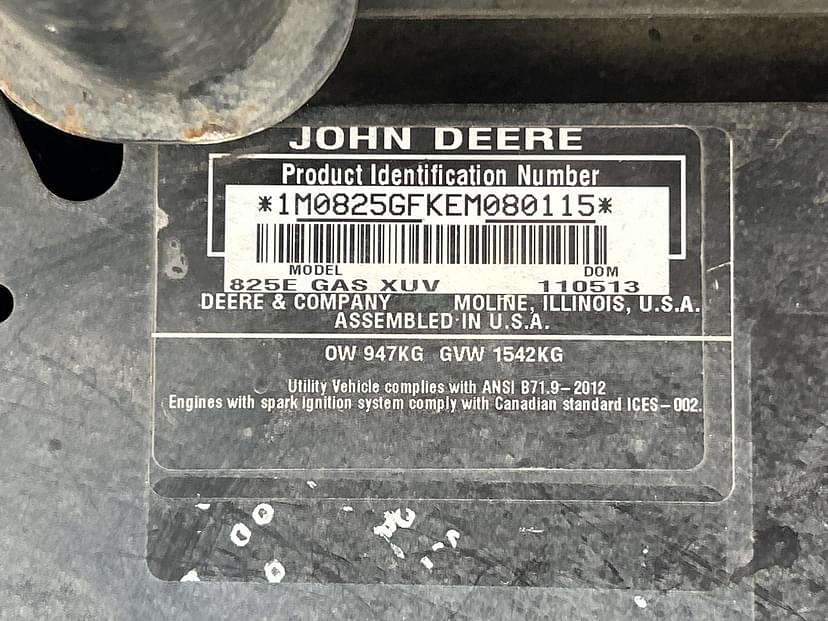 JOHN DEERE
Product Identification Number
*1M0825GFKEM080115*
MODEL DOM
825E GAS XUV 110513
DEERE & COMPANY MOLINE, ILLINOIS, U.S.A.
ASSEMBLED IN U.S.A.
OW 947KG GVW 1542KG
Utility Vehicle complies with ANSI B71.9-2012
Engines with spark ignition system comply with Canadian standard ICES-002.